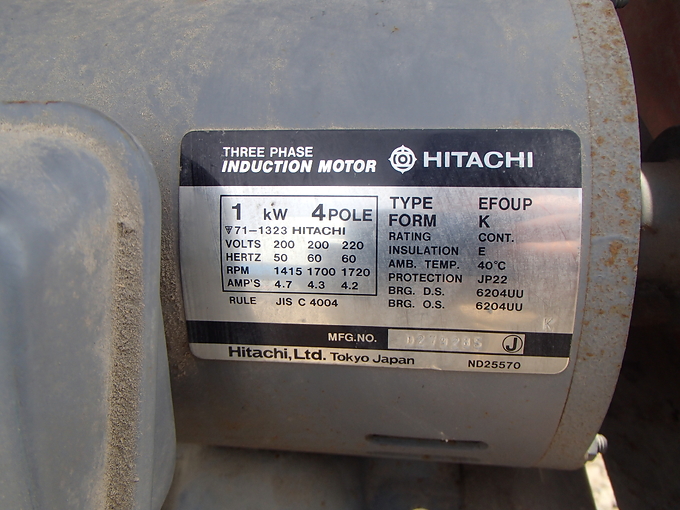 THREE PHASE
INDUCTION MOTOR HITACHI
1 kW 4 POLE
71-1323 HITACHI
VOLTS 200 200 220
HERTZ 50 60 60
RPM 1415 1700 1720
AMP'S 4.7 4.3 4.2
RULE JIS C 4004
TYPE EFOUP
FORM K
RATING CONT.
INSULATION E
AMB. TEMP. 40°C
PROTECTION JP22
BRG. D.S. 6204UU
BRG. O.S. 6204UU
K
MFG.NO. J
Hitachi, Ltd. Tokyo Japan ND25570